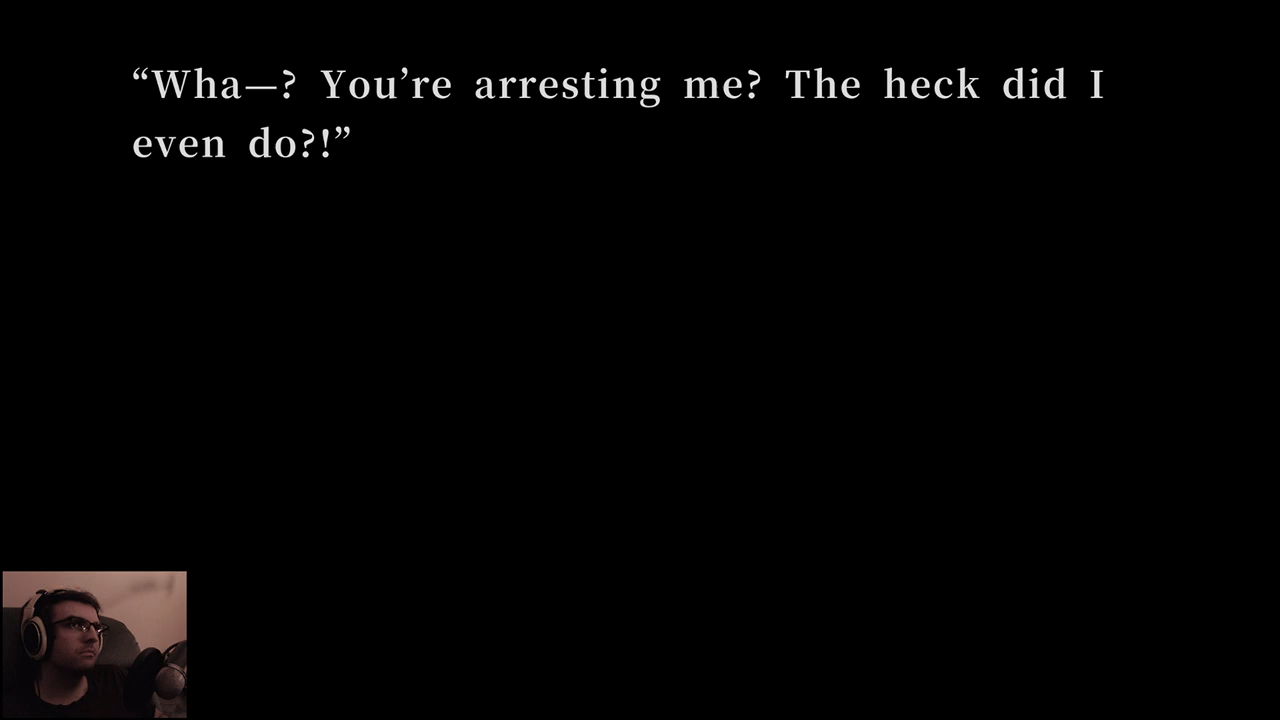 “Wha—? You’re arresting me? The heck did I
even do?!”